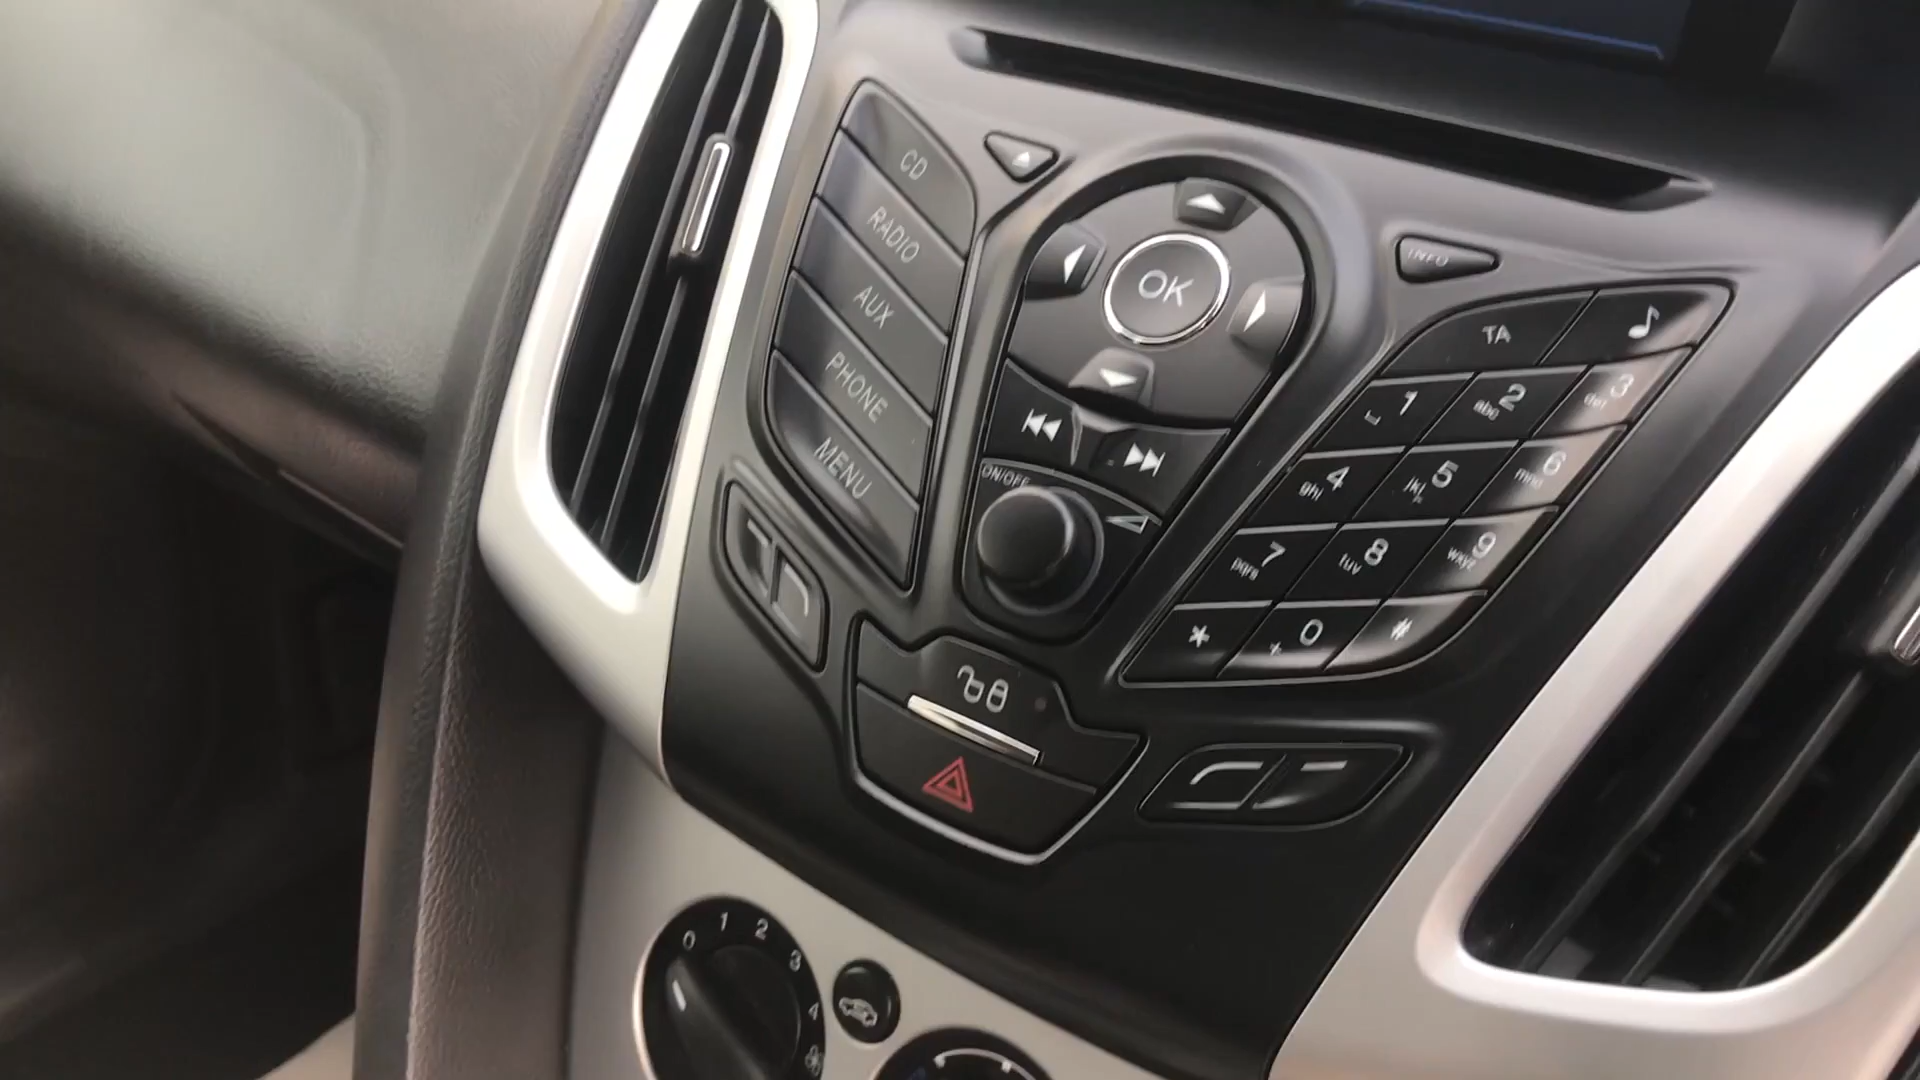 CD
RADIO
AUX
PHONE
MENU
OK
ON/OFF
INFO
TA
1
abc 2
def 3
ghi 4
jkl 5
mno 6
pqrs 7
tuv 8
wxyz 9
*
+ 0
#
0 1 2 3 4